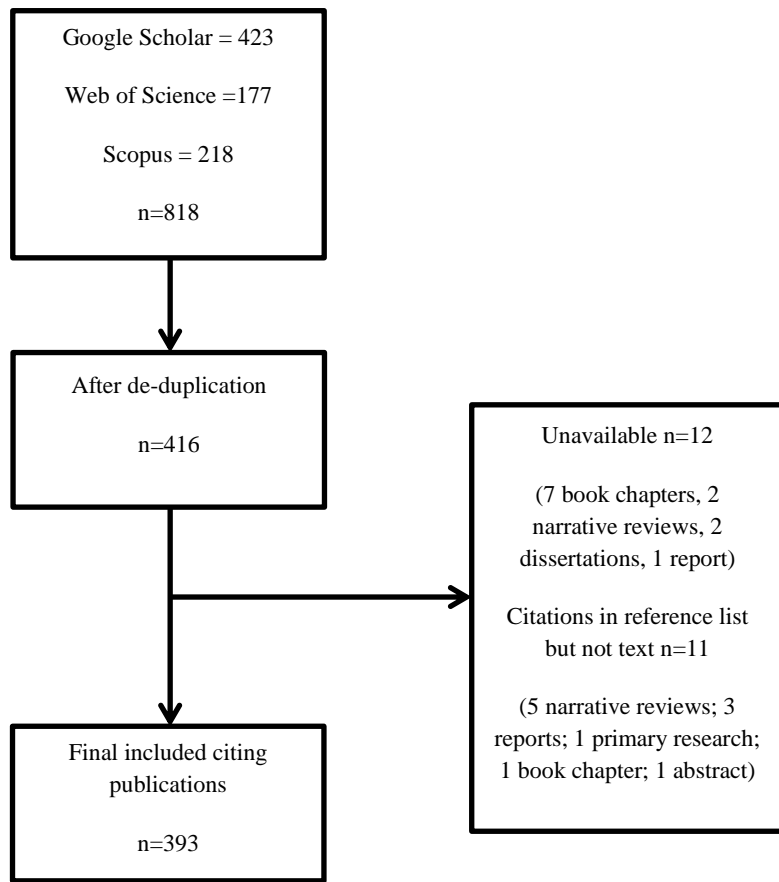 Google Scholar = 423
Web of Science =177
Scopus = 218
n=818
After de-duplication
n=416
Unavailable n=12
(7 book chapters, 2
narrative reviews, 2
dissertations, 1 report)
Citations in reference list
but not text n=11
(5 narrative reviews; 3
reports; 1 primary research;
1 book chapter; 1 abstract)
Final included citing
publications
n=393